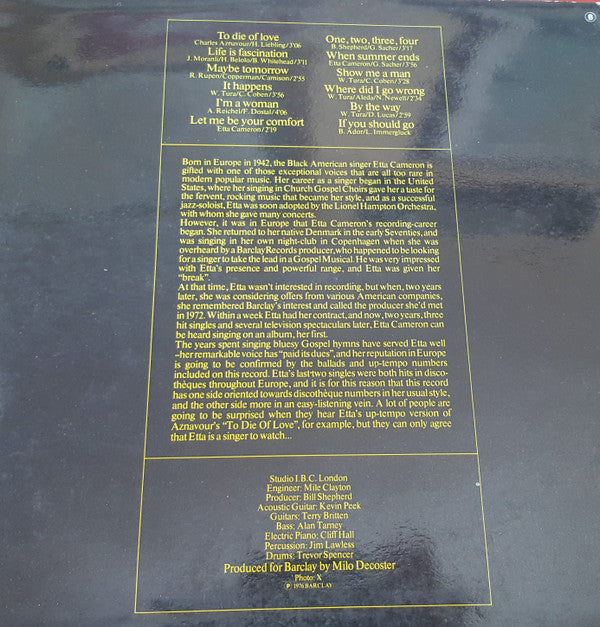 B
To die of love
Charles Aznavour/H. Liebling/3'06
Life is fascination
J. Moranli/H. Belolo/B. Whitehead/3'11
Maybe tomorrow
R. Rupen/Copperman/Camison/2'55
It happens
W. Tura/C. Coben/3'56
I'm a woman
A. Reichel/F. Dostal/4'06
Let me be your comfort
Etta Cameron/2'19
One, two, three, four
B. Shepherd/G. Sacher/3'17
When summer ends
Etta Cameron/G. Sacher/3'56
Show me a man
W. Tura/C. Coben/3'28
Where did I go wrong
W. Tura/Aleda/N. Newell/2'34
By the way
W. Tura/D. Lucas/2'59
If you should go
B. Ador/L. Immergluck
Born in Europe in 1942, the Black American singer Etta Cameron is
gifted with one of those exceptional voices that are all too rare in
modern popular music. Her career as a singer began in the United
States, where her singing in Church Gospel Choirs gave her a taste for
the fervent, rocking music that became her style, and as a successful
jazz-soloist, Etta was soon adopted by the Lionel Hampton Orchestra,
with whom she gave many concerts.
However, it was in Europe that Etta Cameron's recording-career
began. She returned to her native Denmark in the early Seventies, and
was singing in her own night-club in Copenhagen when she was
overheard by a Barclay Records producer, who happened to be looking
for a singer to take the lead in a Gospel Musical. He was very impressed
with Etta's presence and powerful range, and Etta was given her
"break".
At that time, Etta wasn't interested in recording, but when, two years
later, she was considering offers from various American companies,
she remembered Barclay's interest and called the producer she'd met
in 1972. Within a week Etta had her contract, and now, two years, three
hit singles and several television spectaculars later, Etta Cameron can
be heard singing on an album, her first.
The years spent singing bluesy Gospel hymns have served Etta well
-her remarkable voice has "paid its dues", and her reputation in Europe
is going to be confirmed by the ballads and up-tempo numbers
included on this record. Etta's last two singles were both hits in disco-
thèques throughout Europe, and it is for this reason that this record
has one side oriented towards discothèque numbers in her usual style,
and the other side more in an easy-listening vein. A lot of people are
going to be surprised when they hear Etta's up-tempo version of
Aznavour's "To Die Of Love", for example, but they can only agree
that Etta is a singer to watch...
Studio I.B.C. London
Engineer: Mile Clayton
Producer: Bill Shepherd
Acoustic Guitar: Kevin Peek
Guitars: Terry Britten
Bass: Alan Tarney
Electric Piano: Cliff Hall
Percussion: Jim Lawless
Drums: Trevor Spencer
Produced for Barclay by Milo Decoster
Photo: X
℗ 1976 BARCLAY